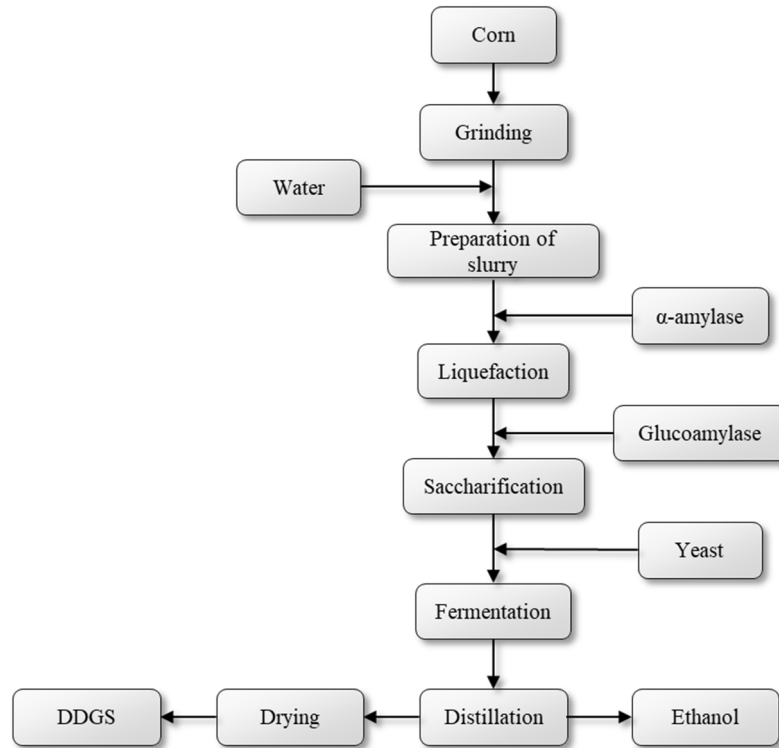 Corn
Grinding
Water
Preparation of
slurry
α-amylase
Liquefaction
Glucoamylase
Saccharification
Yeast
Fermentation
DDGS
Drying
Distillation
Ethanol